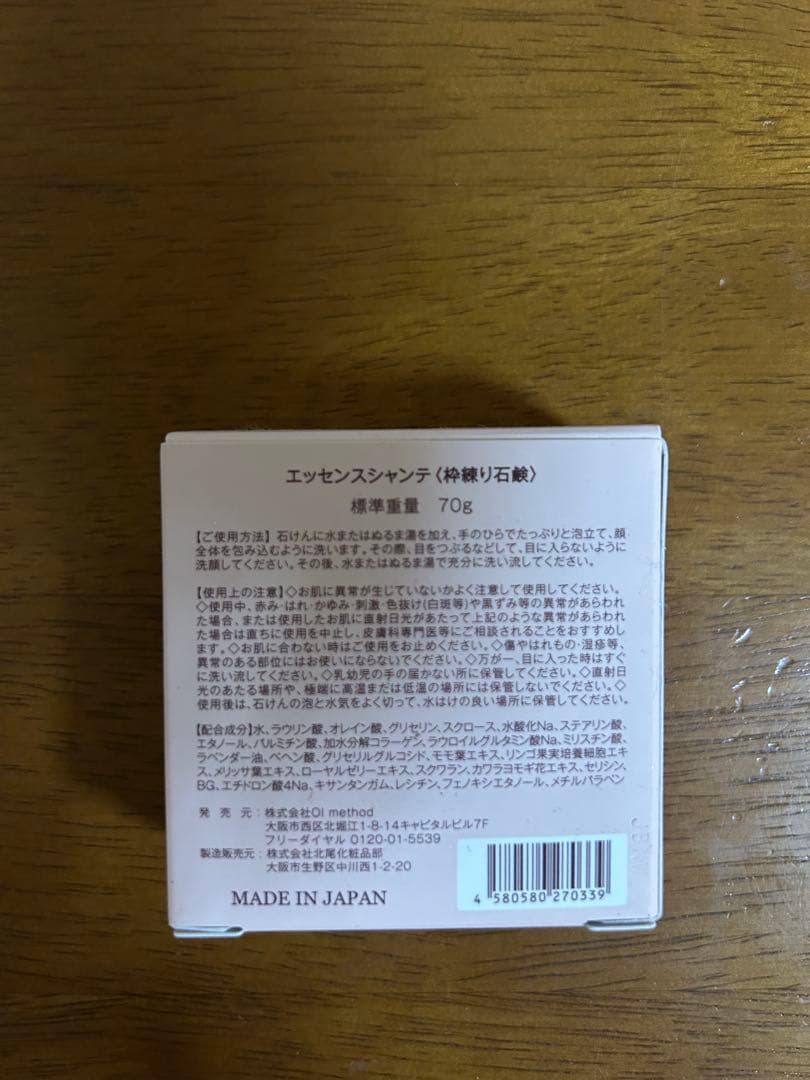 エッセンスシャンテ〈枠練り石鹸〉
標準重量 70g
【ご使用方法】石けんに水またはぬるま湯を加え、手のひらでたっぷりと泡立て、顔
全体を包み込むように洗います。その際、目をつぶるなどして、目に入らないように
洗顔してください。その後、水またはぬるま湯で充分に洗い流してください。
【使用上の注意】◇お肌に異常が生じていないかよく注意して使用してください。
◇使用中、赤み・はれ・かゆみ・刺激・色抜け(白斑等)や黒ずみ等の異常があらわれ
た場合、または使用したお肌に直射日光があたって上記のような異常があらわれ
た場合は直ちに使用を中止し、皮膚科専門医等にご相談されることをおすすめし
ます。◇お肌に合わない時はご使用をお止めください。◇傷やはれもの・湿疹等、
異常のある部位にはお使いにならないでください。◇万が一、目に入った時はすぐ
に洗い流してください。◇乳幼児の手の届かない所に保管してください。◇直射日
光のあたる場所や、極端に高温または低温の場所には保管しないでください。◇
使用後は、石けんの泡と水気をよく切って、水はけの良い場所に保管してください。
【配合成分】水、ラウリン酸、オレイン酸、グリセリン、スクロース、水酸化Na、ステアリン酸、
エタノール、パルミチン酸、加水分解コラーゲン、ラウロイルグルタミン酸Na、ミリスチン酸、
ラベンダー油、ベヘン酸、グリセリルグルコシド、モモ葉エキス、リンゴ果実培養細胞エキ
ス、メリッサ葉エキス、ローヤルゼリーエキス、スクワラン、カワラヨモギ花エキス、セリシン、
BG、エチドロン酸4Na、キサンタンガム、レシチン、フェノキシエタノール、メチルパラベン
発売元：株式会社OI method
大阪市西区北堀江1-8-14キャピタルビル7F
フリーダイヤル 0120-01-5539
製造販売元：株式会社北尾化粧品部
大阪市生野区中川西1-2-20
MADE IN JAPAN
4 580580 270339